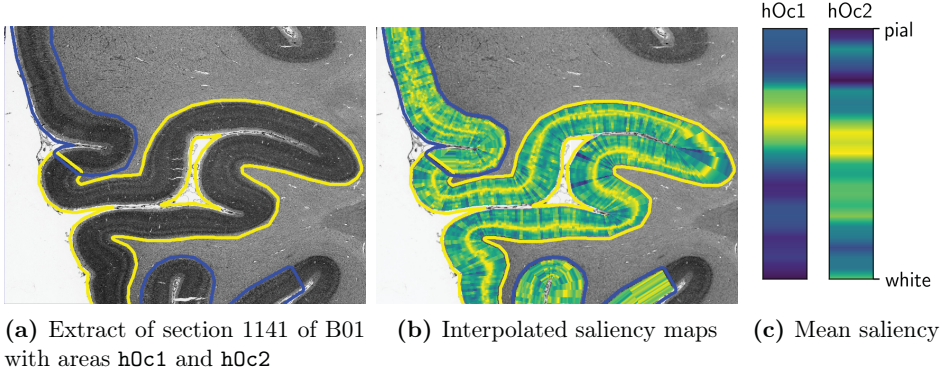 hOc1 hOc2
pial
white
(a) Extract of section 1141 of B01
with areas hOc1 and hOc2
(b) Interpolated saliency maps
(c) Mean saliency